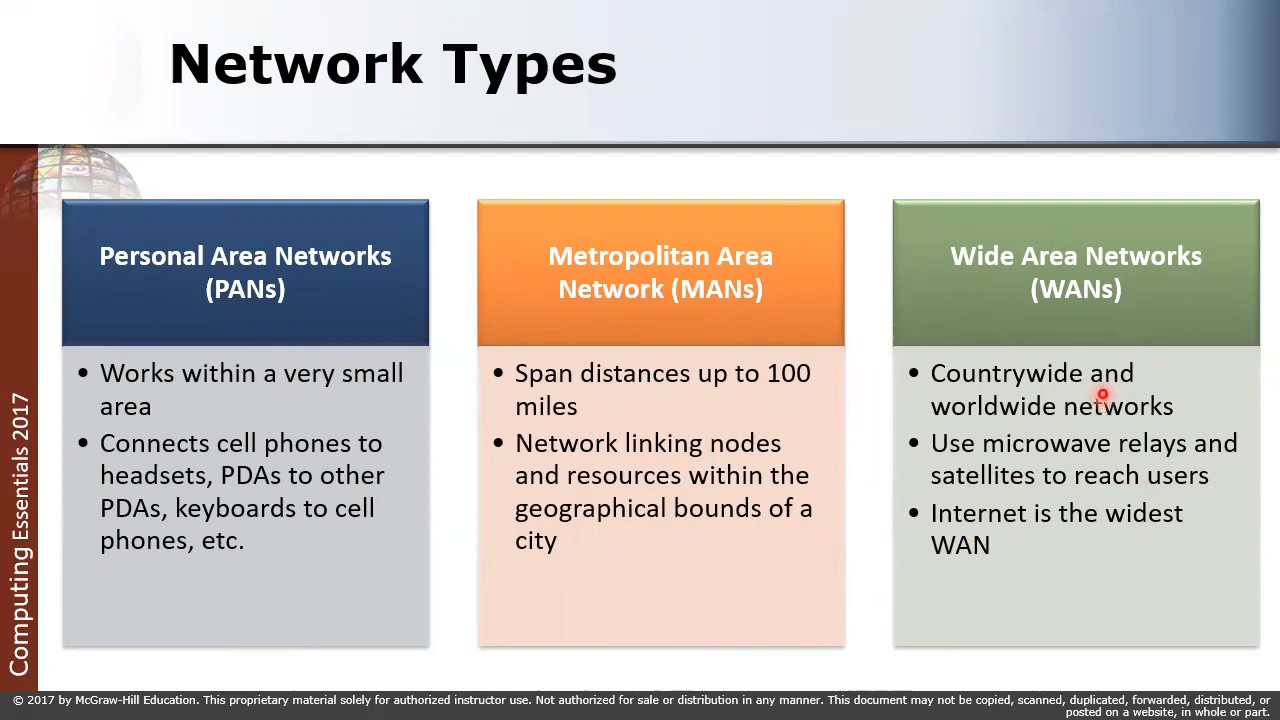 Network Types
Computing Essentials 2017
Personal Area Networks
(PANs)
• Works within a very small
area
• Connects cell phones to
headsets, PDAs to other
PDAs, keyboards to cell
phones, etc.
Metropolitan Area
Network (MANs)
• Span distances up to 100
miles
• Network linking nodes
and resources within the
geographical bounds of a
city
Wide Area Networks
(WANs)
• Countrywide and
worldwide networks
• Use microwave relays and
satellites to reach users
• Internet is the widest
WAN
© 2017 by McGraw-Hill Education. This proprietary material solely for authorized instructor use. Not authorized for sale or distribution in any manner. This document may not be copied, scanned, duplicated, forwarded, distributed, or
posted on a website, in whole or part.